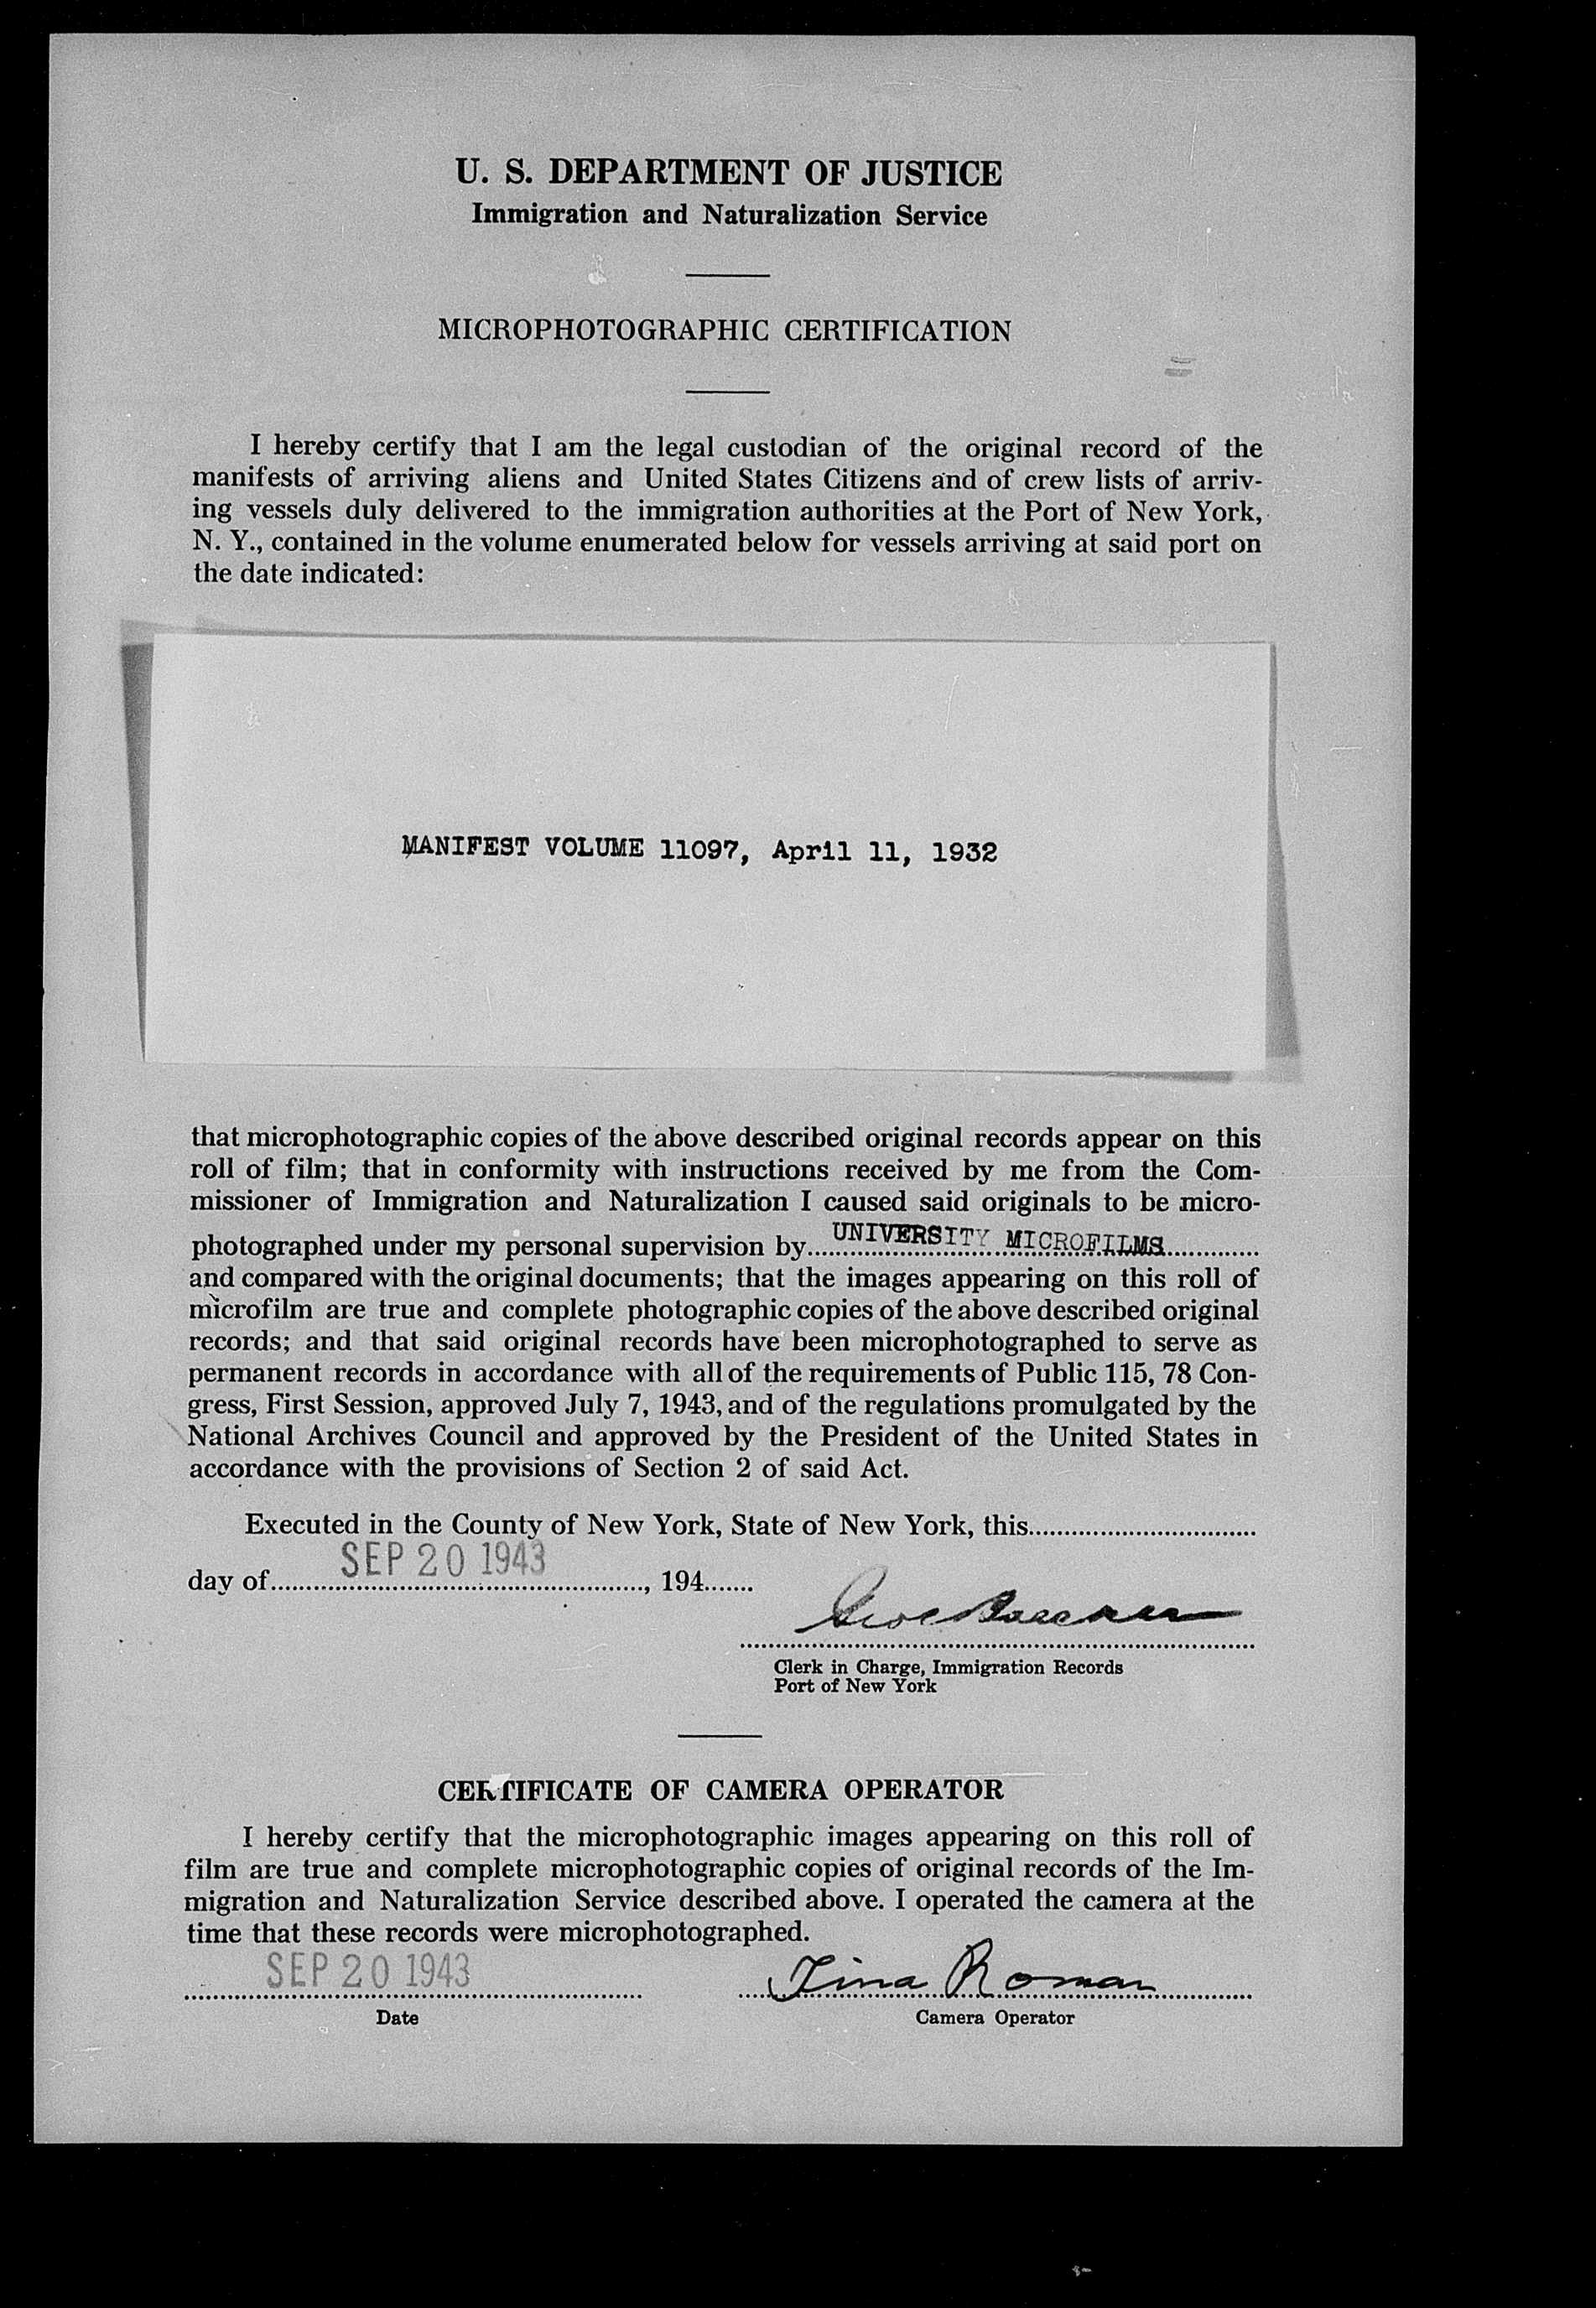 U. S. DEPARTMENT OF JUSTICE
Immigration and Naturalization Service
MICROPHOTOGRAPHIC CERTIFICATION
I hereby certify that I am the legal custodian of the original record of the
manifests of arriving aliens and United States Citizens and of crew lists of arriv-
ing vessels duly delivered to the immigration authorities at the Port of New York,
N. Y., contained in the volume enumerated below for vessels arriving at said port on
the date indicated:
MANIFEST VOLUME 11097, April 11, 1932
that microphotographic copies of the above described original records appear on this
roll of film; that in conformity with instructions received by me from the Com-
missioner of Immigration and Naturalization I caused said originals to be micro-
photographed under my personal supervision by UNIVERSITY MICROFILMS
and compared with the original documents; that the images appearing on this roll of
microfilm are true and complete photographic copies of the above described original
records; and that said original records have been microphotographed to serve as
permanent records in accordance with all of the requirements of Public 115, 78 Con-
gress, First Session, approved July 7, 1943, and of the regulations promulgated by the
National Archives Council and approved by the President of the United States in
accordance with the provisions of Section 2 of said Act.
Executed in the County of New York, State of New York, this
day of SEP 20 1943, 194
Clerk in Charge, Immigration Records
Port of New York
CERTIFICATE OF CAMERA OPERATOR
I hereby certify that the microphotographic images appearing on this roll of
film are true and complete microphotographic copies of original records of the Im-
migration and Naturalization Service described above. I operated the camera at the
time that these records were microphotographed.
SEP 20 1943 Tina Roman
Date Camera Operator